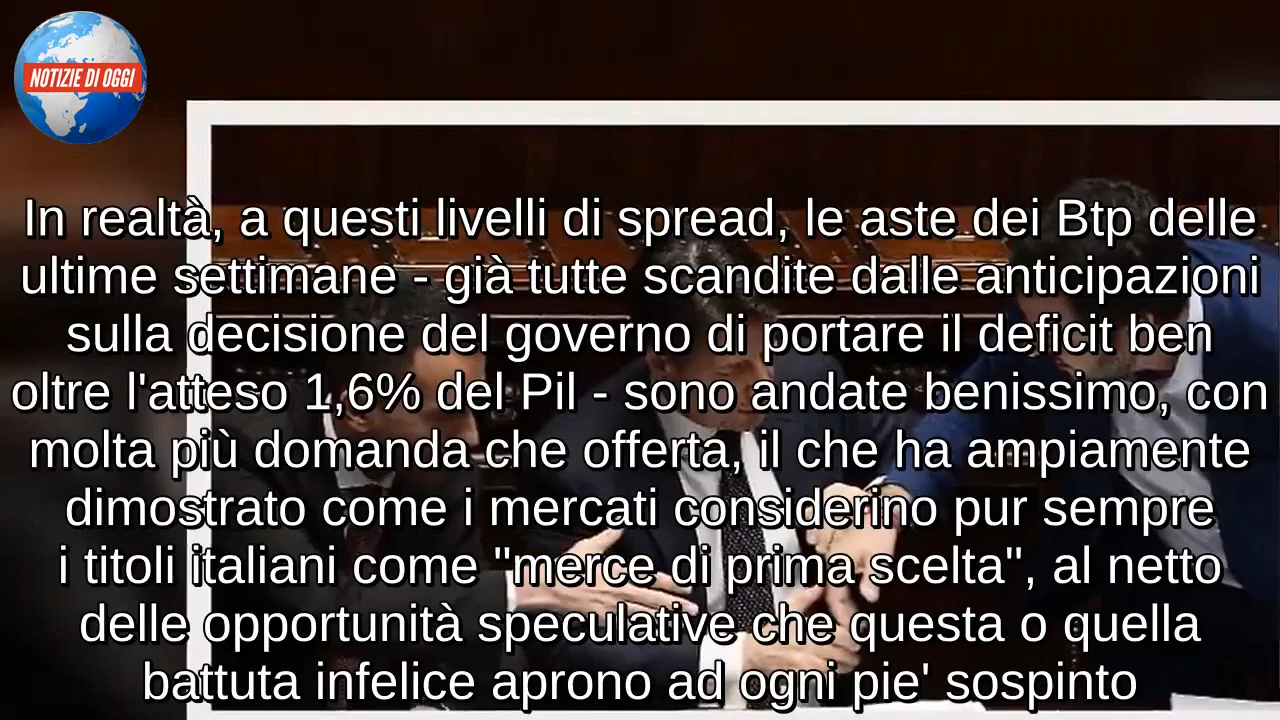 NOTIZIE DI OGGI
In realtà, a questi livelli di spread, le aste dei Btp delle
ultime settimane - già tutte scandite dalle anticipazioni
sulla decisione del governo di portare il deficit ben
oltre l'atteso 1,6% del Pil - sono andate benissimo, con
molta più domanda che offerta, il che ha ampiamente
dimostrato come i mercati considerino pur sempre
i titoli italiani come "merce di prima scelta", al netto
delle opportunità speculative che questa o quella
battuta infelice aprono ad ogni pie' sospinto